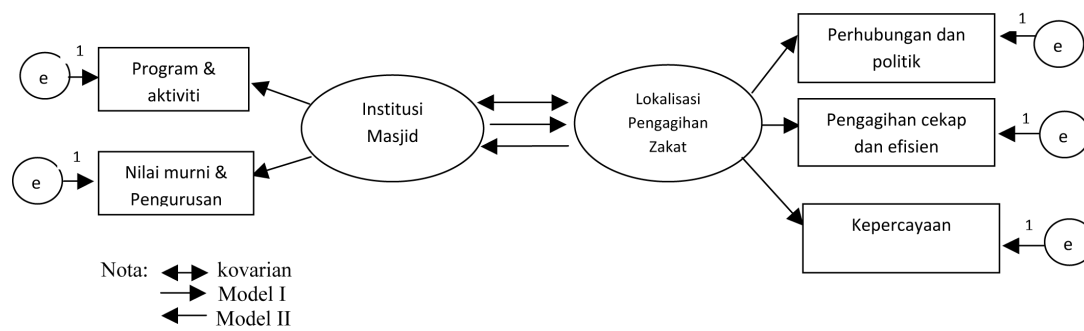 1
e
Program &
aktiviti
1
e
Nilai murni &
Pengurusan
Institusi
Masjid
Lokalisasi
Pengagihan
Zakat
Perhubungan dan
politik
1
e
Pengagihan cekap
dan efisien
1
e
Kepercayaan
1
e
Nota: kovarian
Model I
Model II